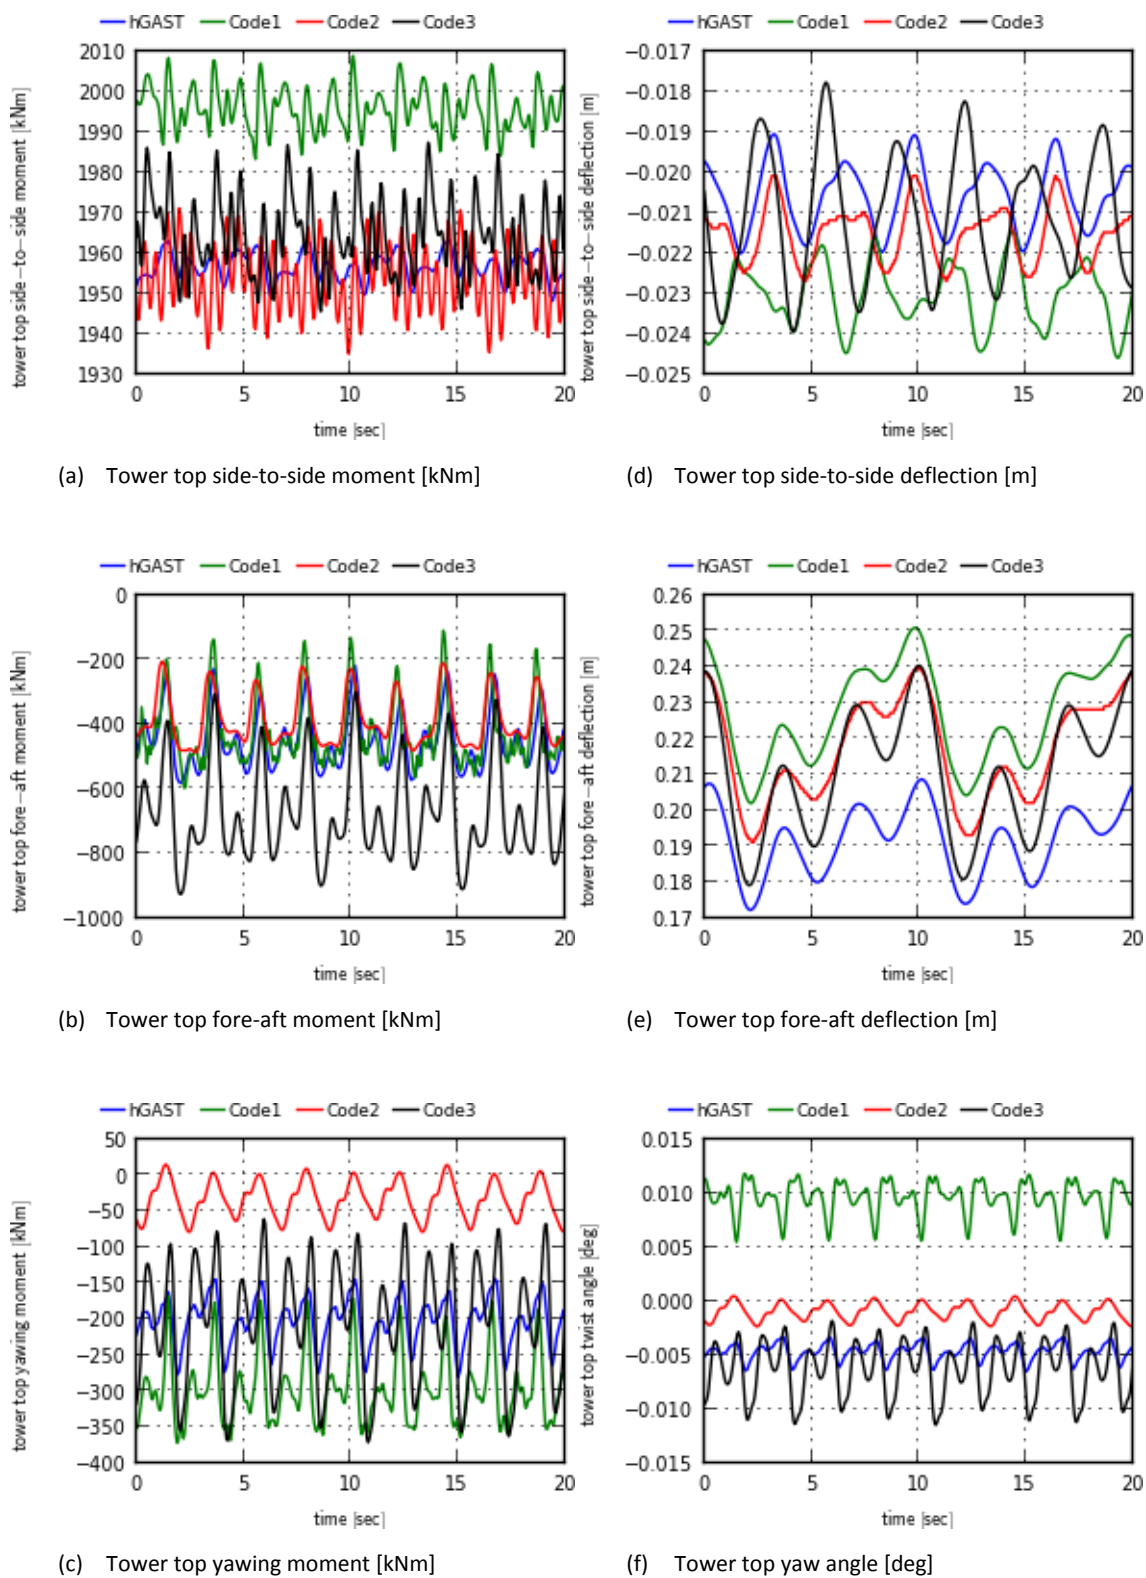 hGAST Code1 Code2 Code3
tower top side-to-side moment [kNm]
2010
2000
1990
1980
1970
1960
1950
1940
1930
0 5 10 15 20
time [sec]
(a) Tower top side-to-side moment [kNm]
hGAST Code1 Code2 Code3
tower top side-to-side deflection [m]
−0.017
−0.018
−0.019
−0.020
−0.021
−0.022
−0.023
−0.024
−0.025
0 5 10 15 20
time [sec]
(d) Tower top side-to-side deflection [m]
hGAST Code1 Code2 Code3
tower top fore-aft moment [kNm]
0
−200
−400
−600
−800
−1000
0 5 10 15 20
time [sec]
(b) Tower top fore-aft moment [kNm]
hGAST Code1 Code2 Code3
tower top fore-aft deflection [m]
0.26
0.25
0.24
0.23
0.22
0.21
0.20
0.19
0.18
0.17
0 5 10 15 20
time [sec]
(e) Tower top fore-aft deflection [m]
hGAST Code1 Code2 Code3
tower top yawing moment [kNm]
50
0
−50
−100
−150
−200
−250
−300
−350
−400
0 5 10 15 20
time [sec]
(c) Tower top yawing moment [kNm]
hGAST Code1 Code2 Code3
tower top twist angle [deg]
0.015
0.010
0.005
0.000
−0.005
−0.010
−0.015
0 5 10 15 20
time [sec]
(f) Tower top yaw angle [deg]